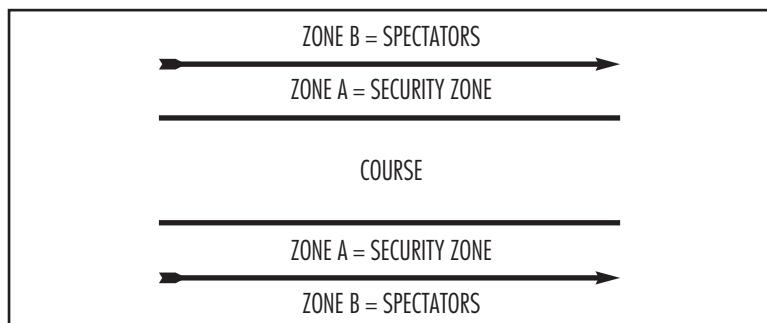 ZONE B = SPECTATORS
ZONE A = SECURITY ZONE
COURSE
ZONE A = SECURITY ZONE
ZONE B = SPECTATORS